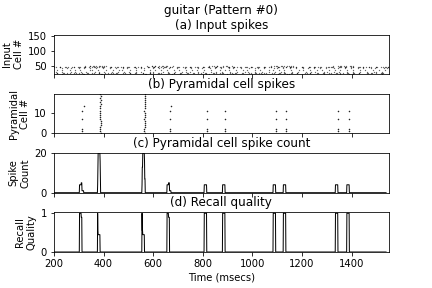 guitar (Pattern #0)
(a) Input spikes
150
100
50
Input
Cell #
(b) Pyramidal cell spikes
10
0
Pyramidal
Cell #
(c) Pyramidal cell spike count
20
0
Spike
Count
(d) Recall quality
1
0
Recall
Quality
200 400 600 800 1000 1200 1400
Time (msecs)